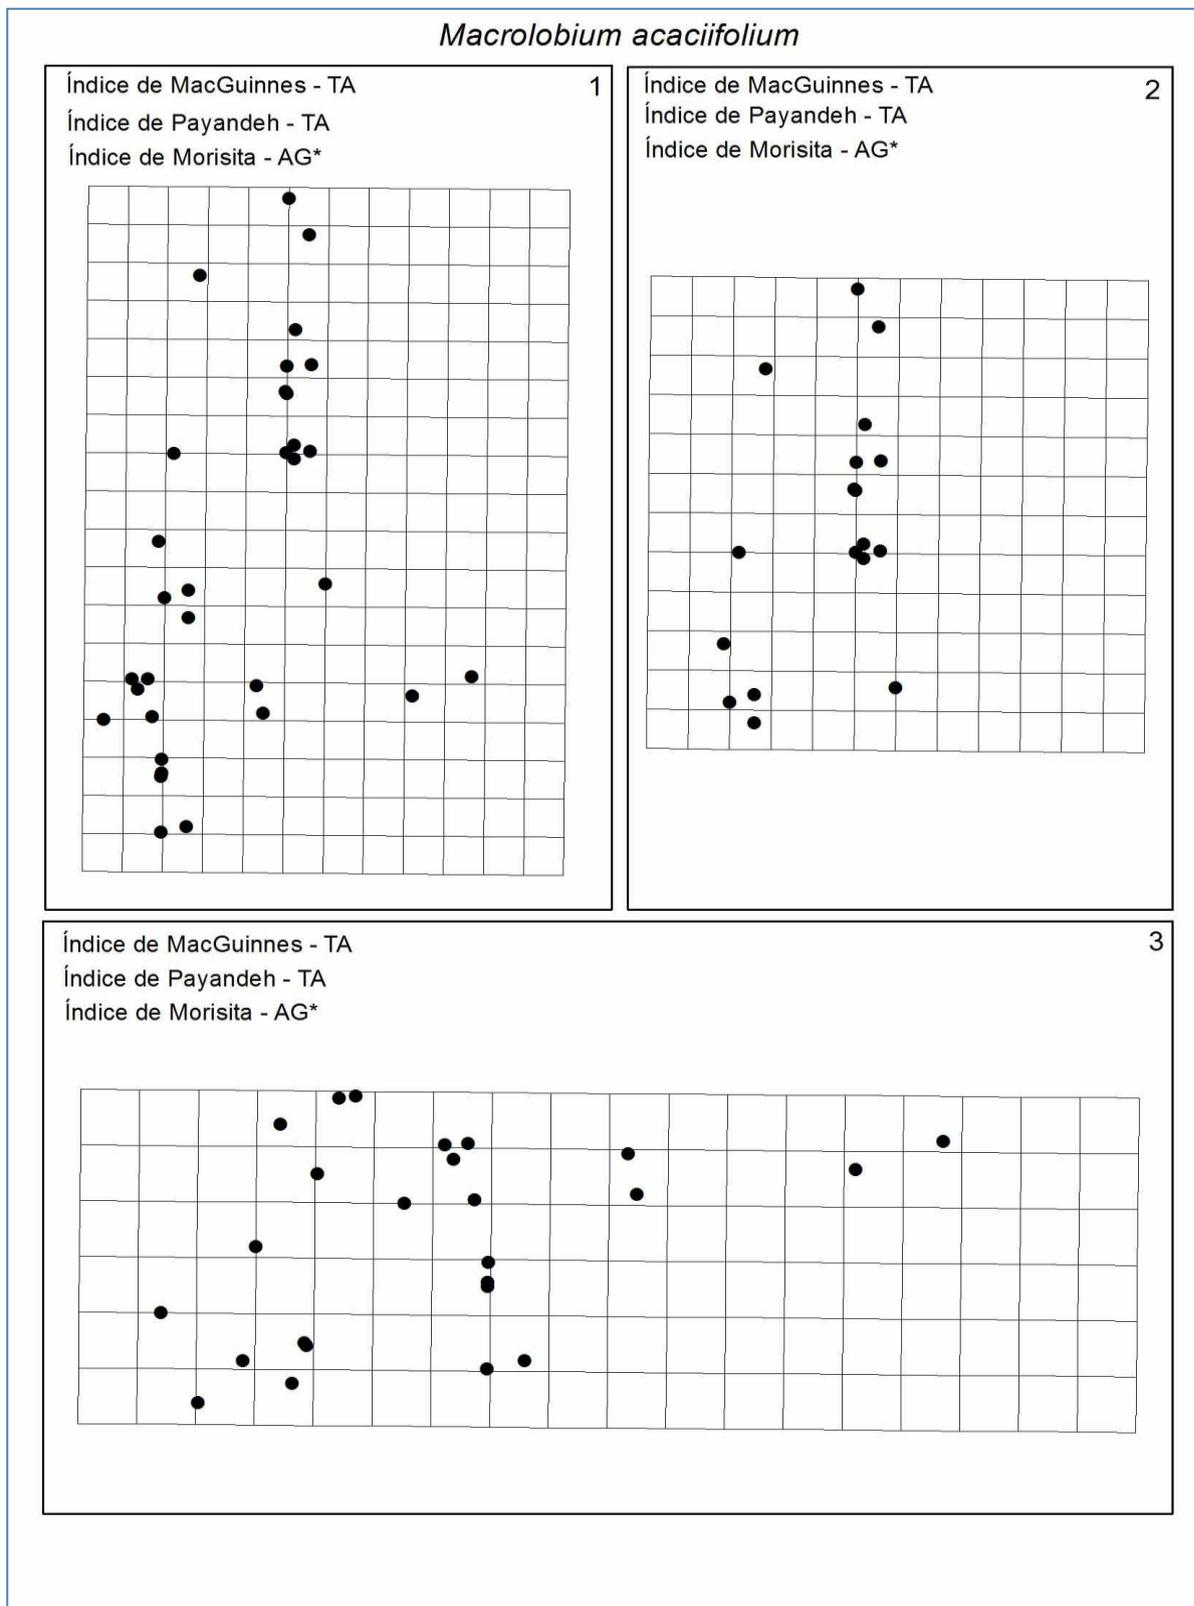 Macrolobium acaciifolium
Índice de MacGuinnes - TA
1
Índice de Payandeh - TA
Índice de Morisita - AG*
Índice de MacGuinnes - TA
2
Índice de Payandeh - TA
Índice de Morisita - AG*
Índice de MacGuinnes - TA
3
Índice de Payandeh - TA
Índice de Morisita - AG*